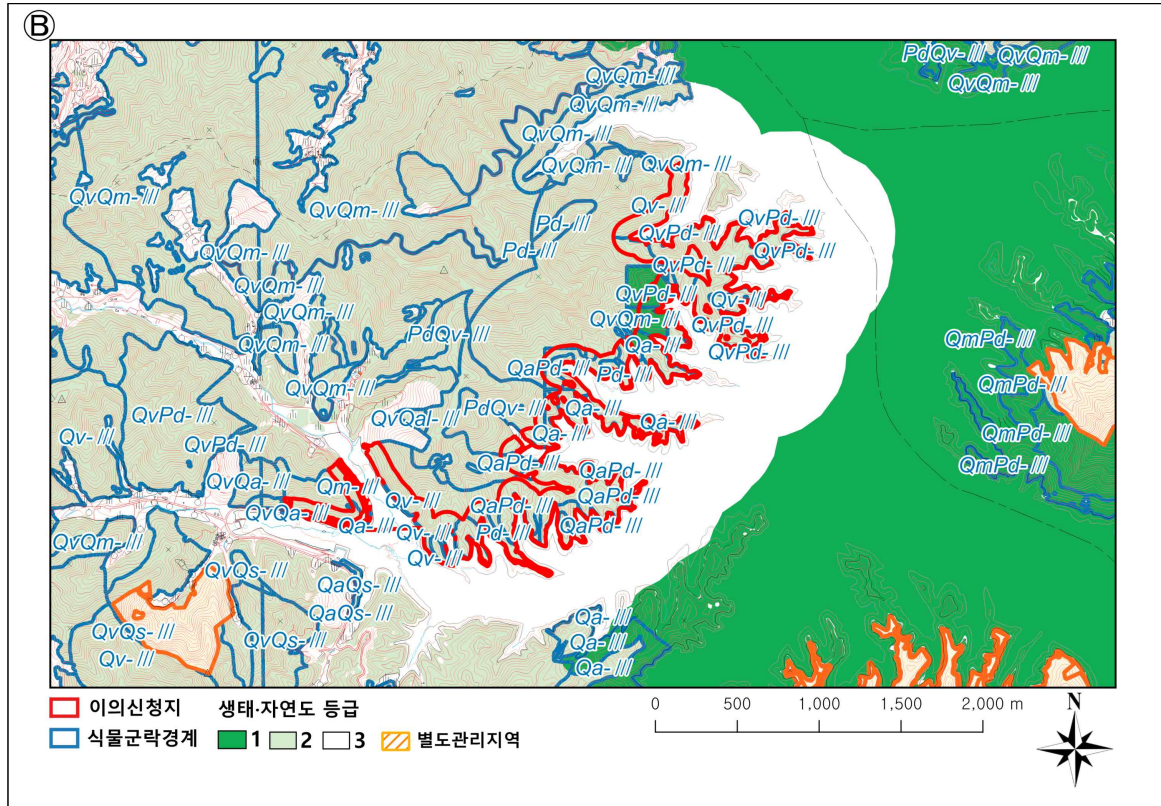 Ⓑ
PdQv-Ⅲ QvQm-Ⅲ
QvQm-Ⅲ
QvQm-Ⅲ
QvQm-Ⅲ
QvQm-Ⅲ
QvQm-Ⅲ QvQm-Ⅲ
QvQm-Ⅲ QvQm-Ⅲ Qv-Ⅲ
Pd-Ⅲ QvPd-Ⅲ QvPd-Ⅲ
QvQm-Ⅲ Pd-Ⅲ QvPd-Ⅲ
QvPd-Ⅲ
QvQm-Ⅲ QvPd-Ⅲ Qv-Ⅲ
QvQm-Ⅲ QvQm-Ⅲ QvPd-Ⅲ
QvQm-Ⅲ PdQv-Ⅲ Qa-Ⅲ QvPd-Ⅲ QmPd-Ⅲ
QvQm-Ⅲ QaPd-Ⅲ Pd-Ⅲ QmPd-Ⅲ
QvPd-Ⅲ QvQaⅠ-Ⅲ PdQv-Ⅲ Qa-Ⅲ Qa-Ⅲ
Qv-Ⅲ QvPd-Ⅲ Qa-Ⅲ QmPd-Ⅲ
QaPd-Ⅲ QaPd-Ⅲ QmPd-Ⅲ
QvQa-Ⅲ Qm-Ⅲ Qv-Ⅲ QaPd-Ⅲ QaPd-Ⅲ
QvQa-Ⅲ Qa-Ⅲ Qv-Ⅲ Pd-Ⅲ QaPd-Ⅲ
QvQm-Ⅲ Qv-Ⅲ
QvQs-Ⅲ QaQs-Ⅲ
QaQs-Ⅲ Qa-Ⅲ
QvQs-Ⅲ QvQs-Ⅲ Qa-Ⅲ
Qv-Ⅲ Qa-Ⅲ
이의신청지 생태·자연도 등급
식물군락경계 1 2 3 별도관리지역
0 500 1,000 1,500 2,000 m
N